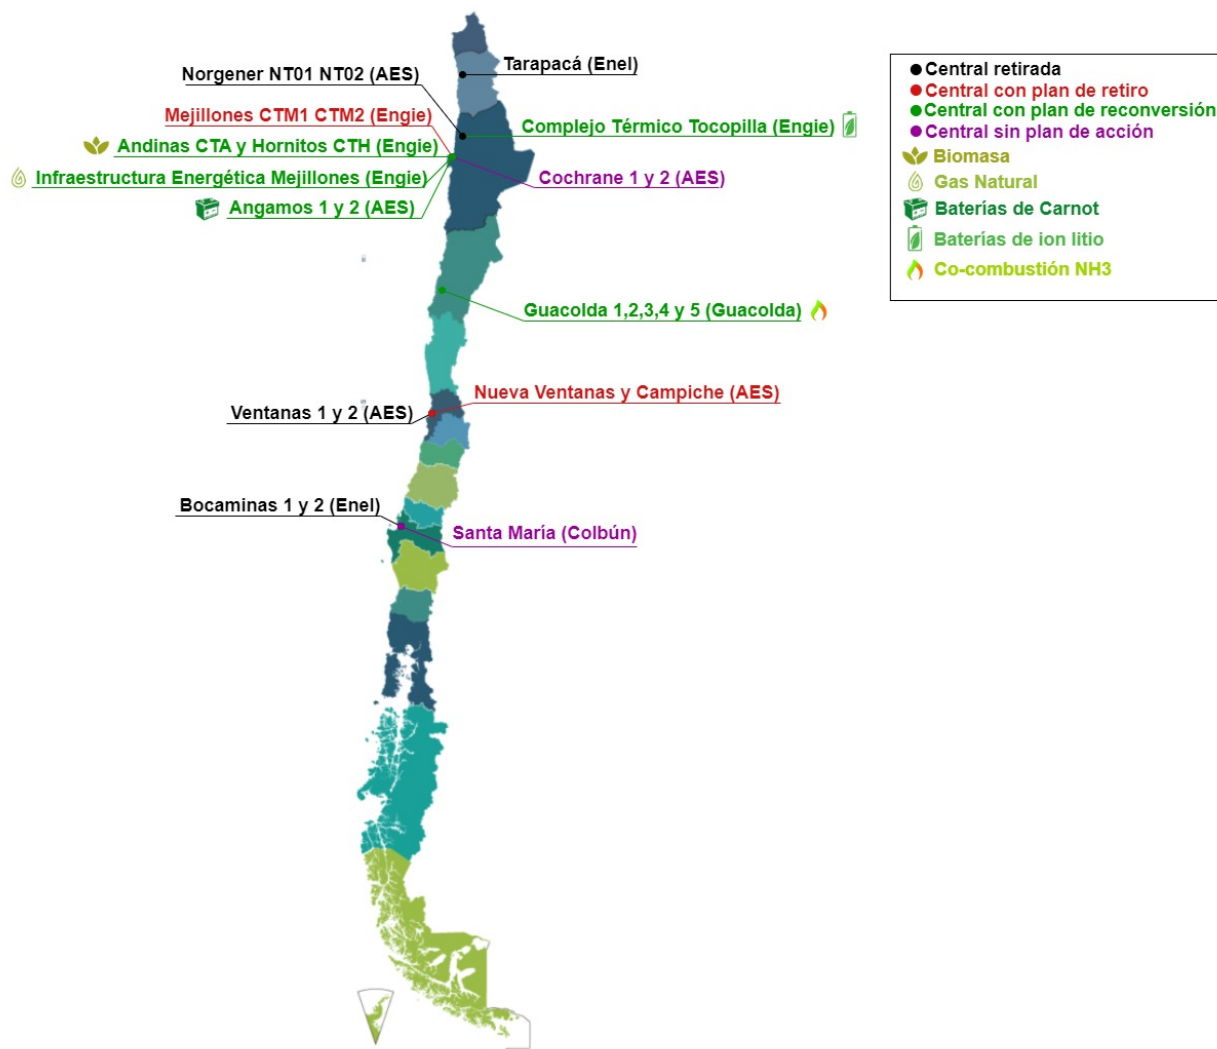 Norgener NT01 NT02 (AES)
Tarapacá (Enel)
Mejillones CTM1 CTM2 (Engie)
Complejo Térmico Tocopilla (Engie)
Andinas CTA y Hornitos CTH (Engie)
Infraestructura Energética Mejillones (Engie)
Cochrane 1 y 2 (AES)
Angamos 1 y 2 (AES)
Guacolda 1,2,3,4 y 5 (Guacolda)
Nueva Ventanas y Campiche (AES)
Ventanas 1 y 2 (AES)
Bocaminas 1 y 2 (Enel)
Santa María (Colbún)
Central retirada
Central con plan de retiro
Central con plan de reconversión
Central sin plan de acción
Biomasa
Gas Natural
Baterías de Carnot
Baterías de ion litio
Co-combustión NH3